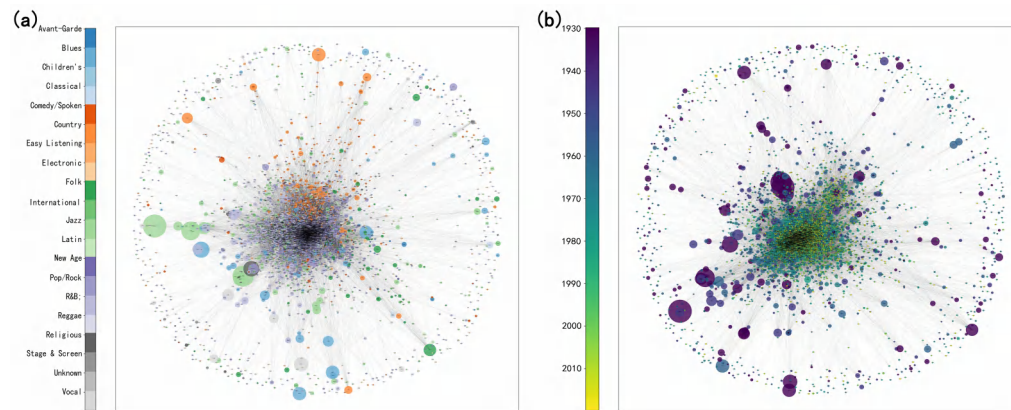 (a)
Avant-Garde
Blues
Children's
Classical
Comedy/Spoken
Country
Easy Listening
Electronic
Folk
International
Jazz
Latin
New Age
Pop/Rock
R&B;
Reggae
Religious
Stage & Screen
Unknown
Vocal
(b)
1930
1940
1950
1960
1970
1980
1990
2000
2010